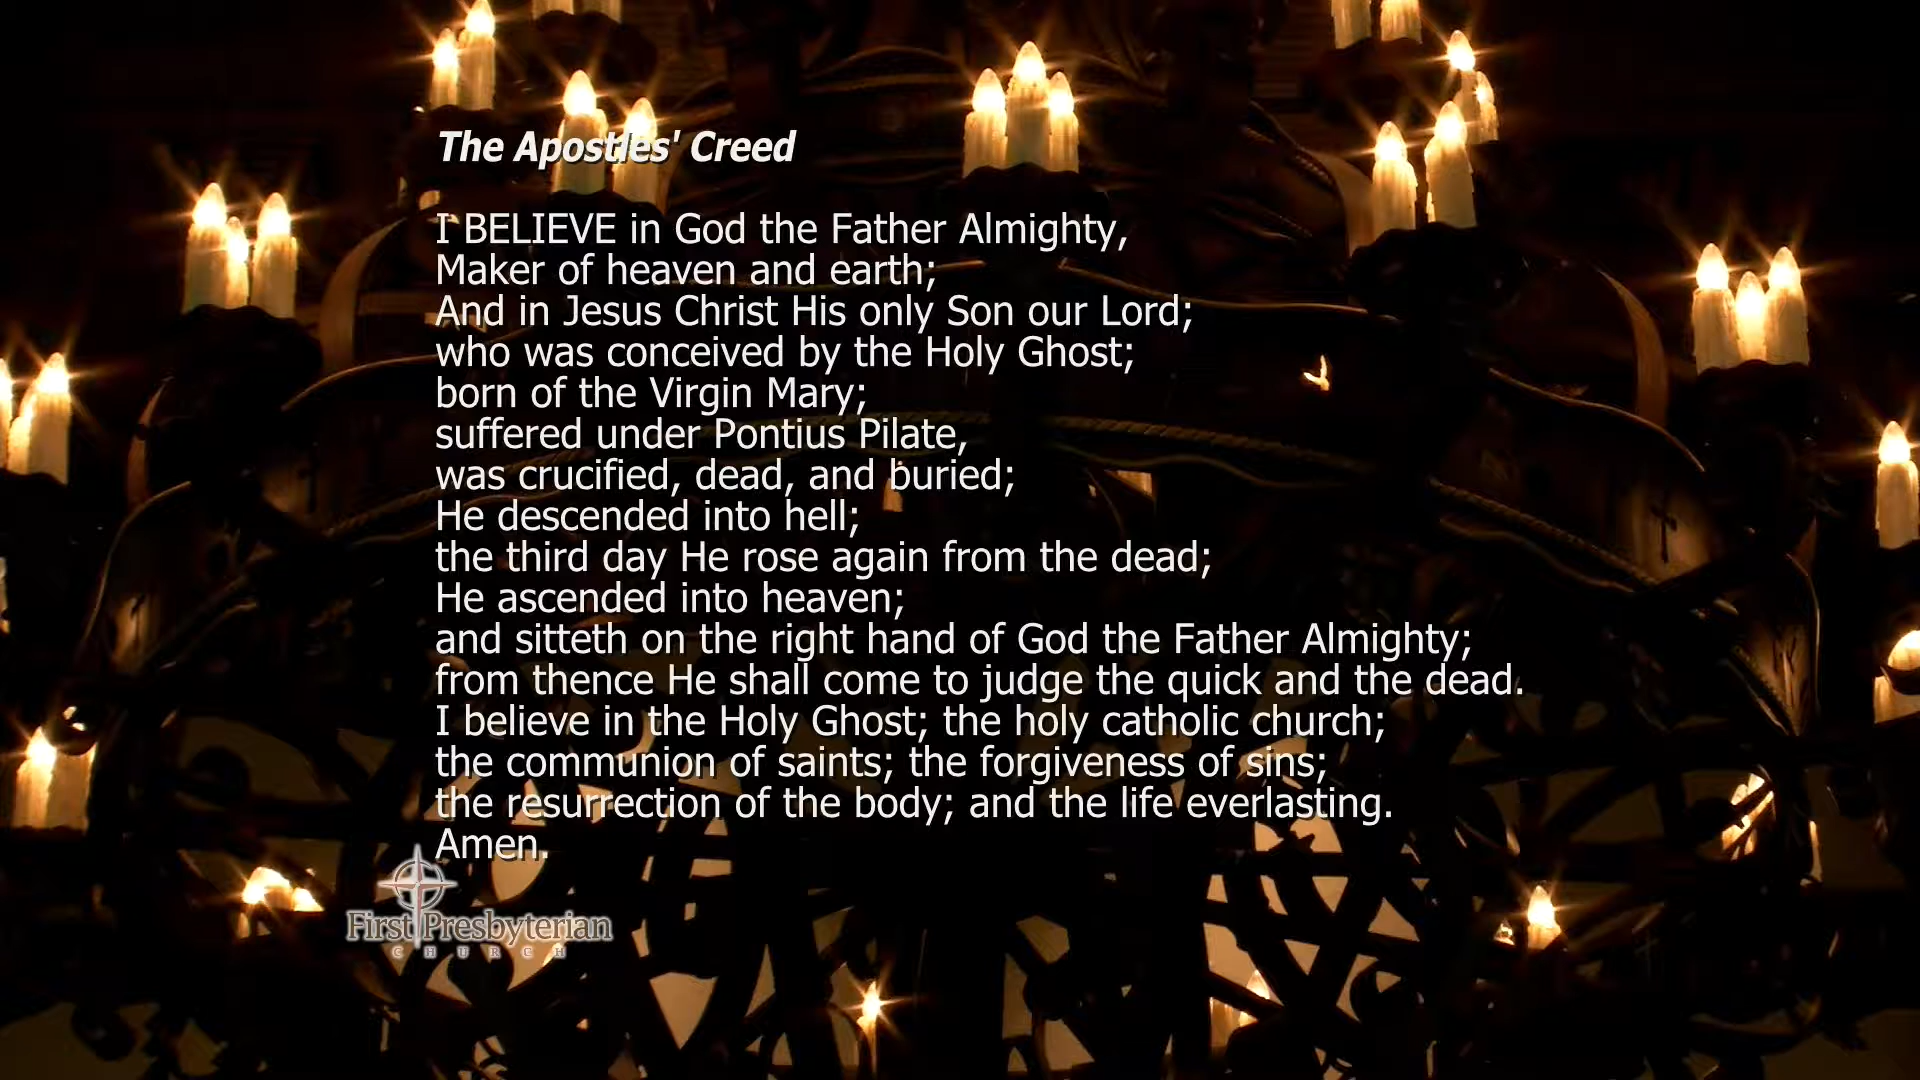 The Apostles' Creed
I BELIEVE in God the Father Almighty,
Maker of heaven and earth;
And in Jesus Christ His only Son our Lord;
who was conceived by the Holy Ghost;
born of the Virgin Mary;
suffered under Pontius Pilate,
was crucified, dead, and buried;
He descended into hell;
the third day He rose again from the dead;
He ascended into heaven;
and sitteth on the right hand of God the Father Almighty;
from thence He shall come to judge the quick and the dead.
I believe in the Holy Ghost; the holy catholic church;
the communion of saints; the forgiveness of sins;
the resurrection of the body; and the life everlasting.
Amen.
First Presbyterian
CHURCH